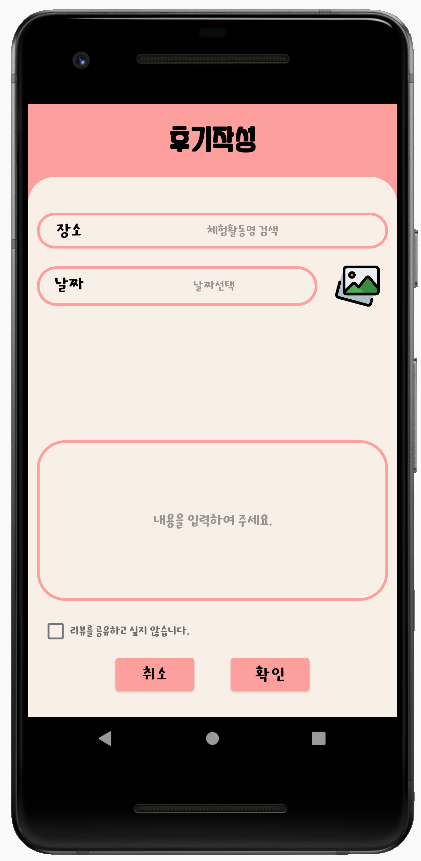 후기작성
장소 체험활동명 검색
날짜 날짜선택
내용을 입력하여 주세요.
리뷰를 공유하고 싶지 않습니다.
취소 확인